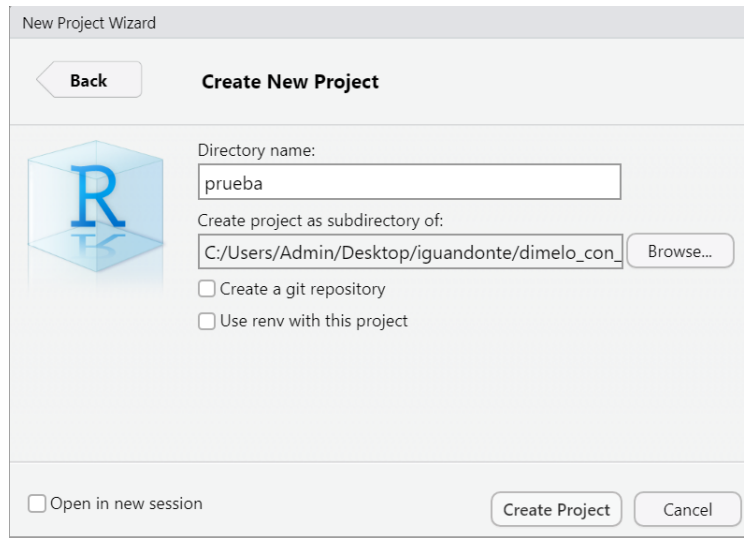 New Project Wizard
Back
Create New Project
R
Directory name:
prueba
Create project as subdirectory of:
C:/Users/Admin/Desktop/iguandonte/dimelo_con_
Browse...
Create a git repository
Use renv with this project
Open in new session
Create Project
Cancel